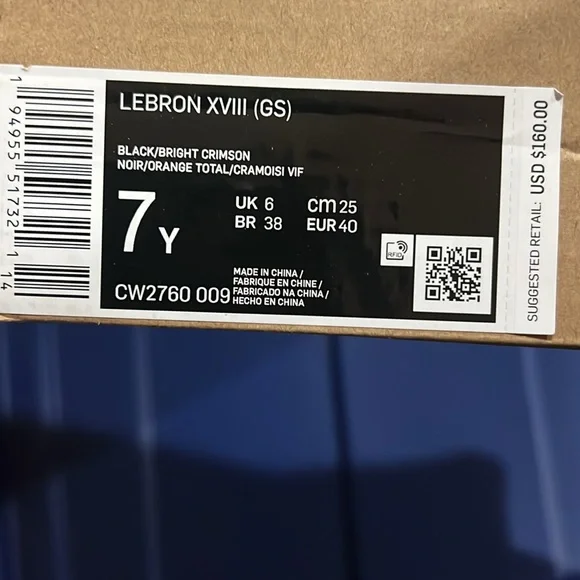 LEBRON XVIII (GS)
BLACK/BRIGHT CRIMSON
NOIR/ORANGE TOTAL/CRAMOISI VIF
7 Y
UK 6 cm 25
BR 38 EUR 40
RFID
CW2760 009
MADE IN CHINA /
FABRIQUE EN CHINE /
FABRICADO NA CHINA /
HECHO EN CHINA
1 94955 51732 1 14
SUGGESTED RETAIL: USD $160.00